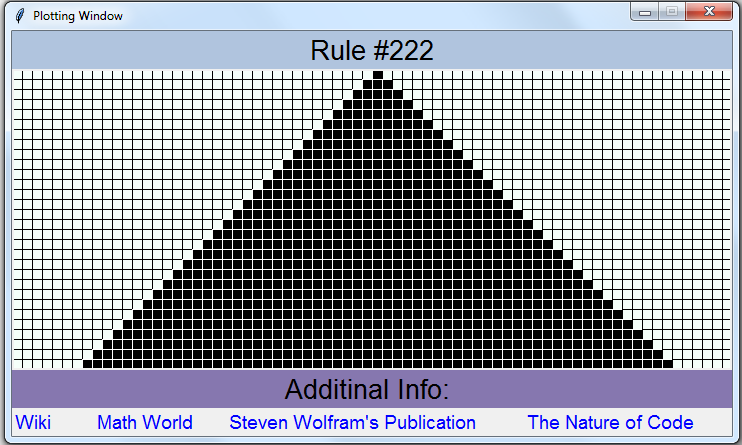 Plotting Window
Rule #222
Additinal Info:
Wiki Math World Steven Wolfram's Publication The Nature of Code